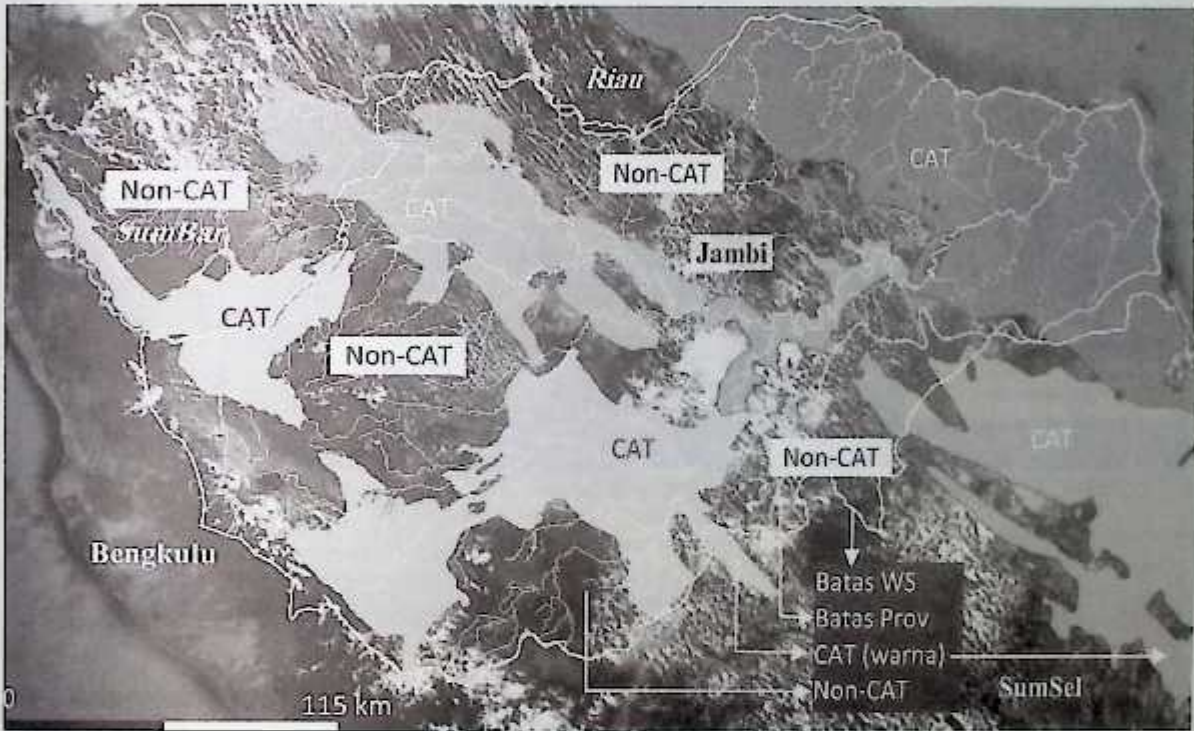 Riau
CAT
Non-CAT
Non-CAT
CAT
SumBar
Jambi
CAT
Non-CAT
CAT
CAT
Non-CAT
Bengkulu
Batas WS
Batas Prov
CAT (warna)
Non-CAT
SumSel
0
115 km